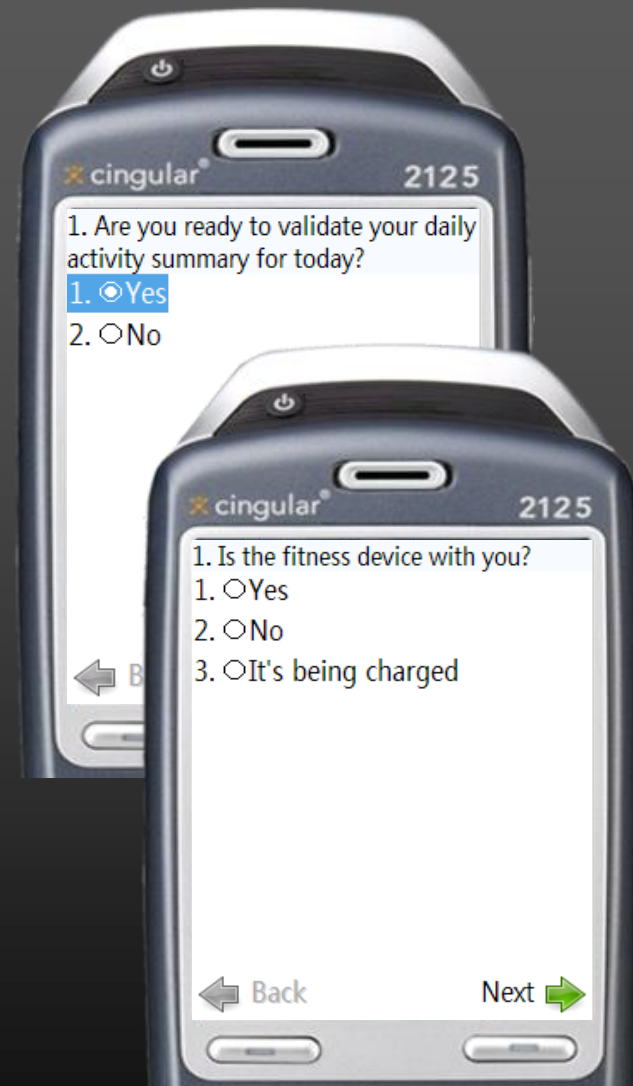 cingular®
2125
1. Are you ready to validate your daily
activity summary for today?
1. Yes
2. No
B
cingular®
2125
1. Is the fitness device with you?
1. Yes
2. No
3. It's being charged
Back
Next